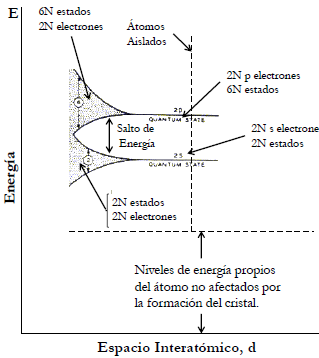 E
6N estados
2N electrones
Átomos
Aislados
2N p electrones
6N estados
2p
QUANTUM STATE
Salto de
Energía
2N s electrone
2N estados
2S
QUANTUM STATE
6
2
2N estados
2N electrones
Niveles de energía propios
del átomo no afectados por
la formación del cristal.
Energía
Espacio Interatómico, d